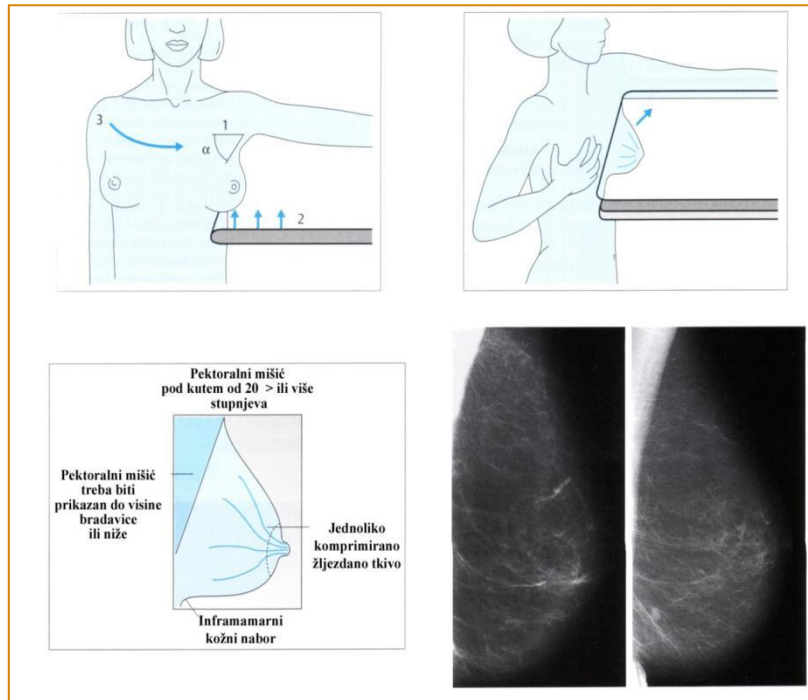 3
1
α
2
Pektoralni mišić
pod kutem od 20 > ili više
stupnjeva
Pektoralni mišić
treba biti
prikazan do visine
bradavice
ili niže
Jednoliko
komprimirano
žljezdano tkivo
Inframamarni
kožni nabor